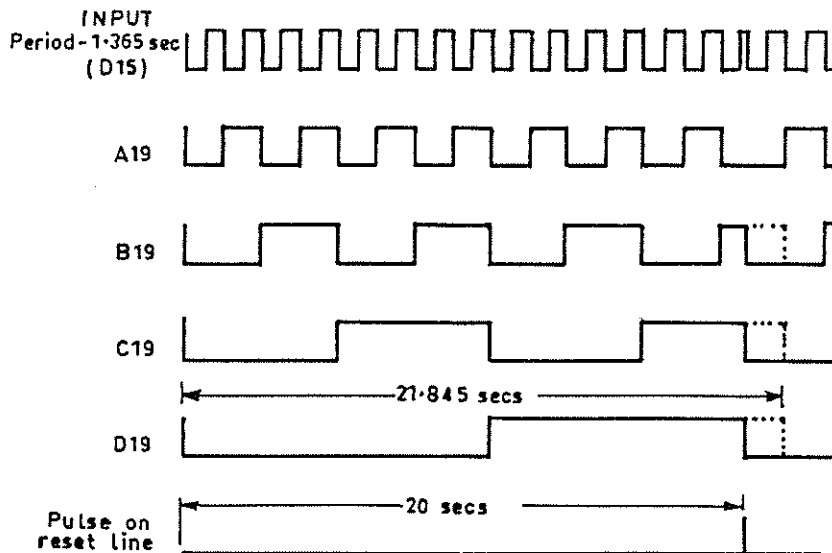 INPUT
Period-1·365 sec
(D15)
A19
B19
C19
21·845 secs
D19
20 secs
Pulse on
reset line